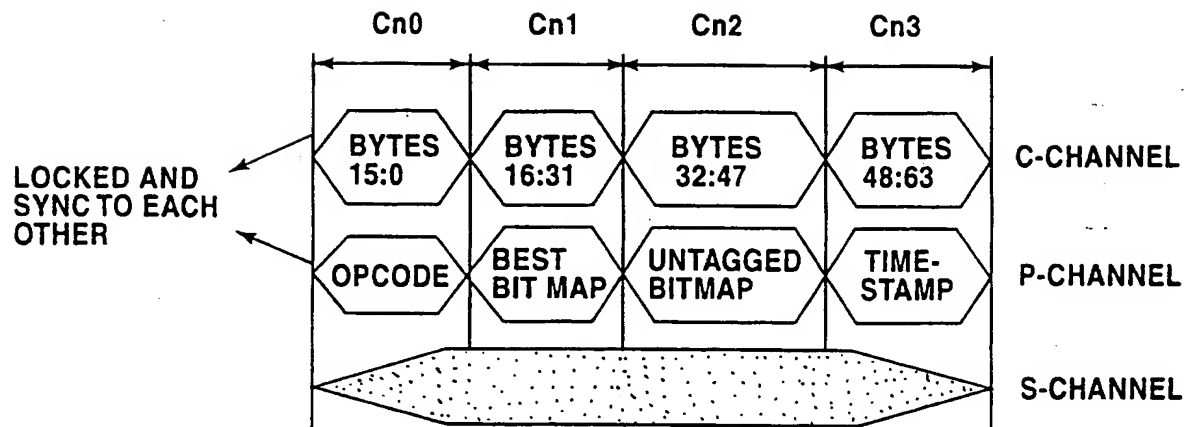 Cn0 Cn1 Cn2 Cn3
BYTES 15:0
BYTES 16:31
BYTES 32:47
BYTES 48:63
C-CHANNEL
LOCKED AND
SYNC TO EACH
OTHER
OPCODE
BEST
BIT MAP
UNTAGGED
BITMAP
TIME-
STAMP
P-CHANNEL
S-CHANNEL